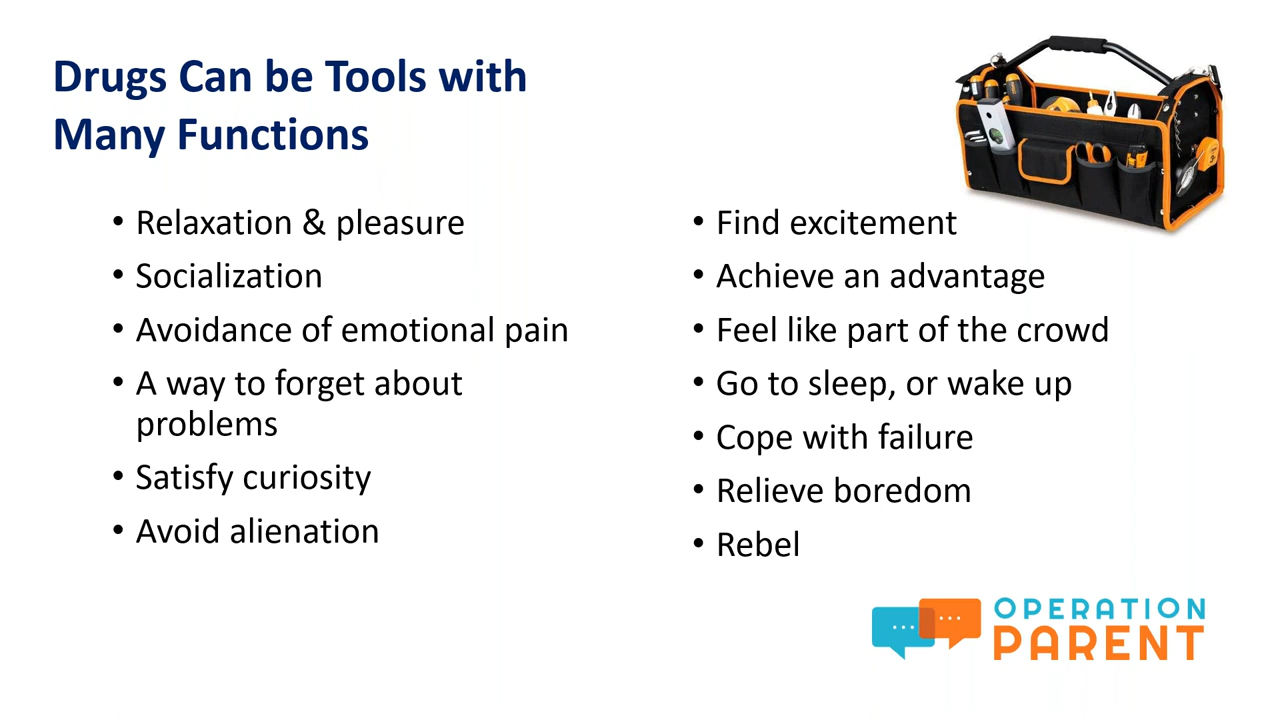 Drugs Can be Tools with
Many Functions
• Relaxation & pleasure
• Socialization
• Avoidance of emotional pain
• A way to forget about
problems
• Satisfy curiosity
• Avoid alienation
• Find excitement
• Achieve an advantage
• Feel like part of the crowd
• Go to sleep, or wake up
• Cope with failure
• Relieve boredom
• Rebel
OPERATION
PARENT